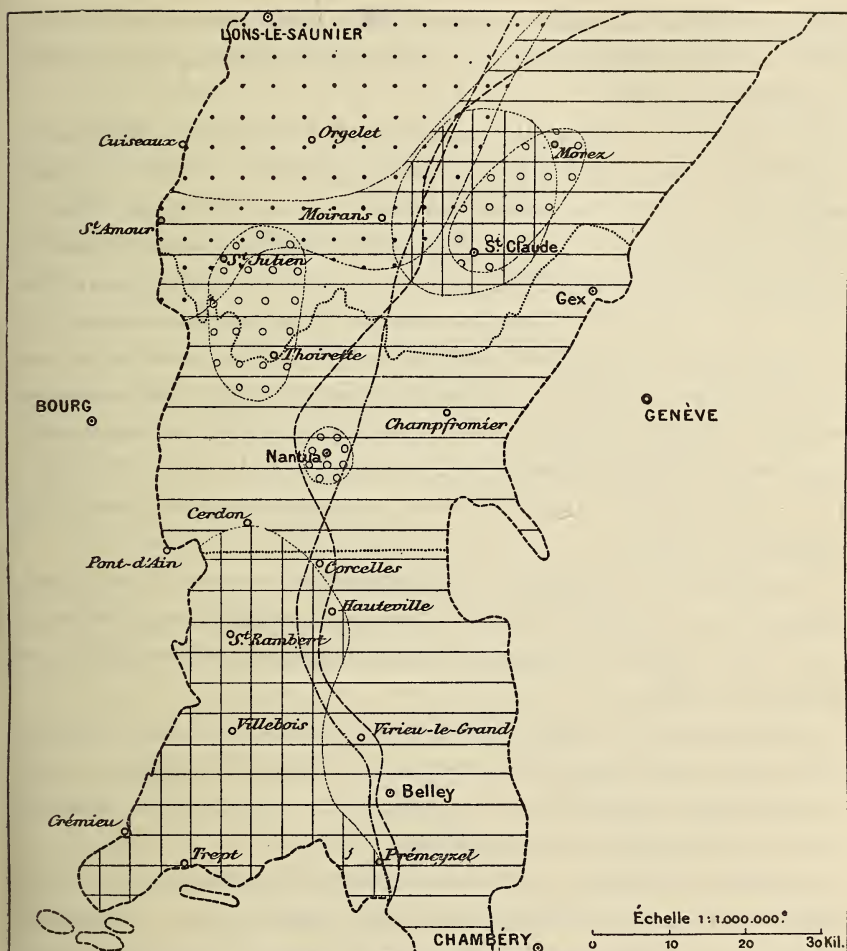 LONS-LE-SAUNIER
Cuiseaux
Orgelet
Morez
St. Amour
Moirans
St. Julien
St. Claude
Gex
Thoirette
BOURG
Champfromier
GENÈVE
Nantua
Cerdon
Pont-d'Ain
Corcelles
Hauteville
St. Rambert
Villebois
Virieu-le-Grand
Belley
Crémieu
Trept
Prémeyzel
Échelle 1:1.000.000.e
CHAMBÉRY
0 10 20 30 Kil.